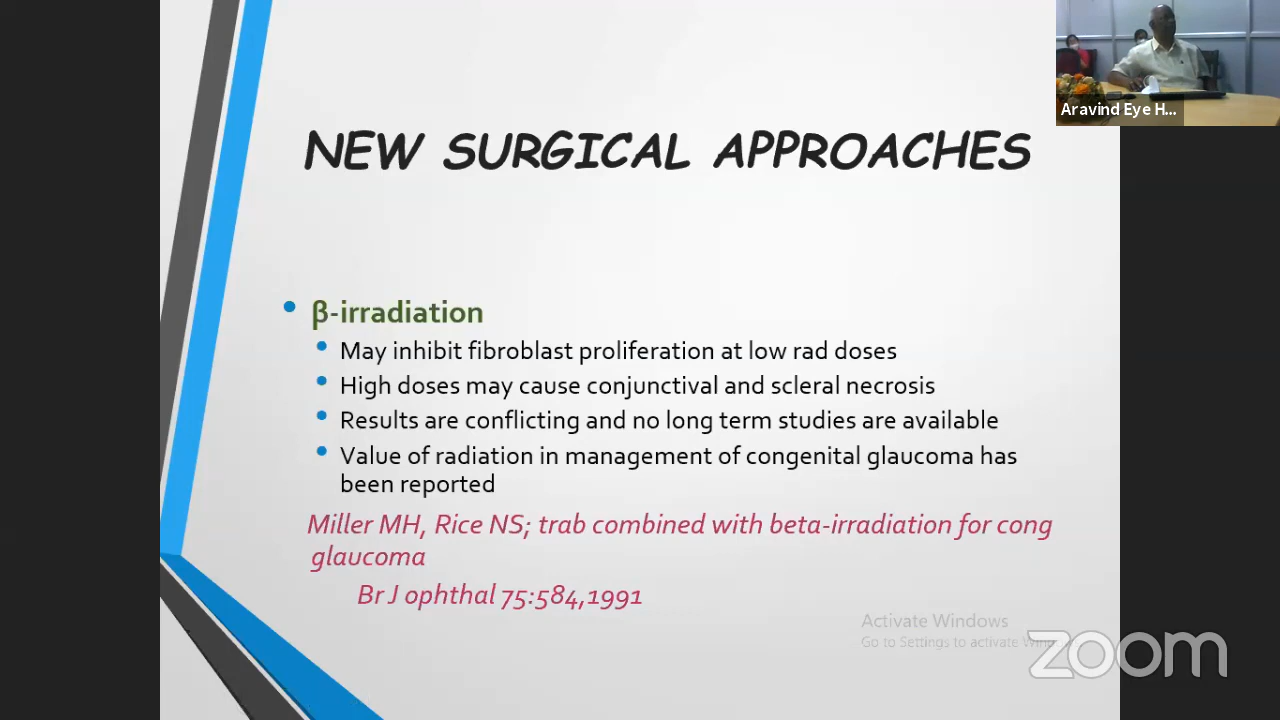 Aravind Eye H...
NEW SURGICAL APPROACHES
β-irradiation
May inhibit fibroblast proliferation at low rad doses
High doses may cause conjunctival and scleral necrosis
Results are conflicting and no long term studies are available
Value of radiation in management of congenital glaucoma has
been reported
Miller MH, Rice NS; trab combined with beta-irradiation for cong
glaucoma
Br J ophthal 75:584,1991
Activate Windows
Go to Settings to activate
zoom